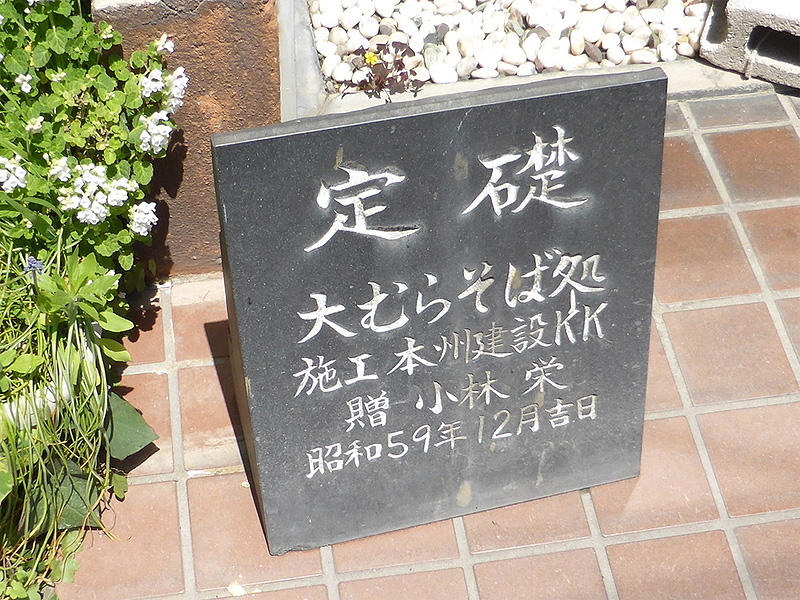 定礎
大むらそば処
施工本州建設KK
贈 小林 栄
昭和59年12月吉日